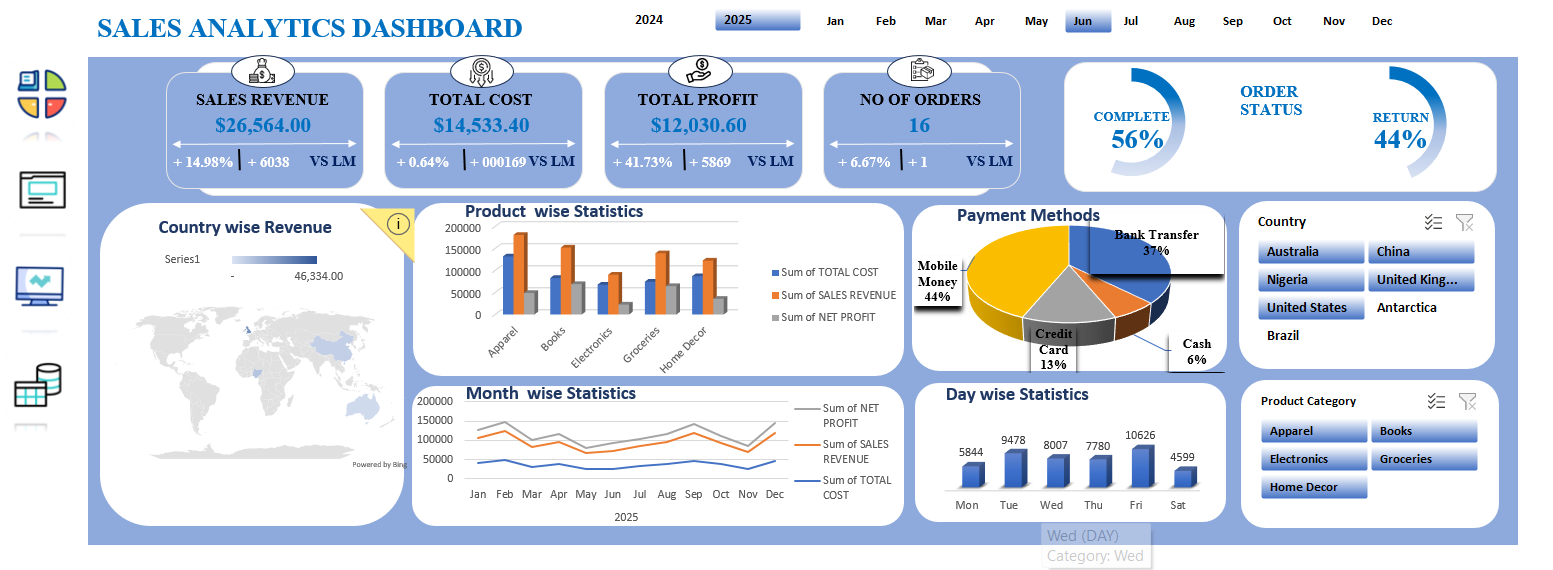 SALES ANALYTICS DASHBOARD
2024 2025 Jan Feb Mar Apr May Jun Jul Aug Sep Oct Nov Dec
SALES REVENUE
$26,564.00
+ 14.98% + 6038 VS LM
TOTAL COST
$14,533.40
+ 0.64% + 000169 VS LM
TOTAL PROFIT
$12,030.60
+ 41.73% + 5869 VS LM
NO OF ORDERS
16
+ 6.67% + 1 VS LM
COMPLETE
56%
ORDER
STATUS
RETURN
44%
Country wise Revenue
i
Series1
- 46,334.00
Powered by Bing
Product wise Statistics
200000
150000
100000
50000
0
Apparel Books Electronics Groceries Home Decor
Sum of TOTAL COST
Sum of SALES REVENUE
Sum of NET PROFIT
Payment Methods
Bank Transfer
37%
Mobile
Money
44%
Credit
Card
13%
Cash
6%
Country
Australia China
Nigeria United King...
United States Antarctica
Brazil
Month wise Statistics
200000
150000
100000
50000
0
Jan Feb Mar Apr May Jun Jul Aug Sep Oct Nov Dec
2025
Sum of NET
PROFIT
Sum of SALES
REVENUE
Sum of TOTAL
COST
Day wise Statistics
5844 9478 8007 7780 10626 4599
Mon Tue Wed Thu Fri Sat
Wed (DAY)
Category: Wed
Product Category
Apparel Books
Electronics Groceries
Home Decor